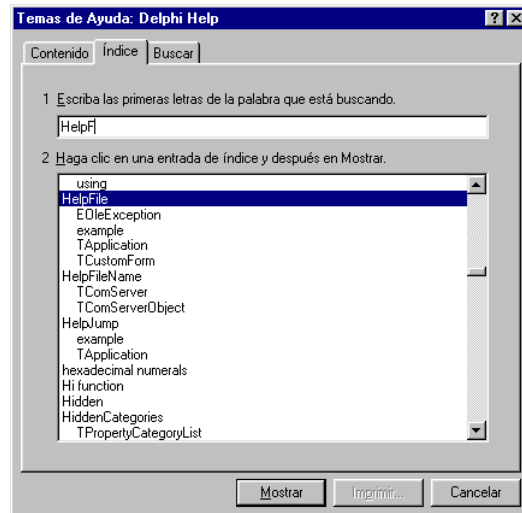 Temas de Ayuda: Delphi Help
Contenido Índice Buscar
1 Escriba las primeras letras de la palabra que está buscando.
HelpF
2 Haga clic en una entrada de índice y después en Mostrar.
using
HelpFile
EOleException
example
TApplication
TCustomForm
HelpFileName
TComServer
TComServerObject
HelpJump
example
TApplication
hexadecimal numerals
Hi function
Hidden
HiddenCategories
TPropertyCategoryList
Mostrar Imprimir... Cancelar